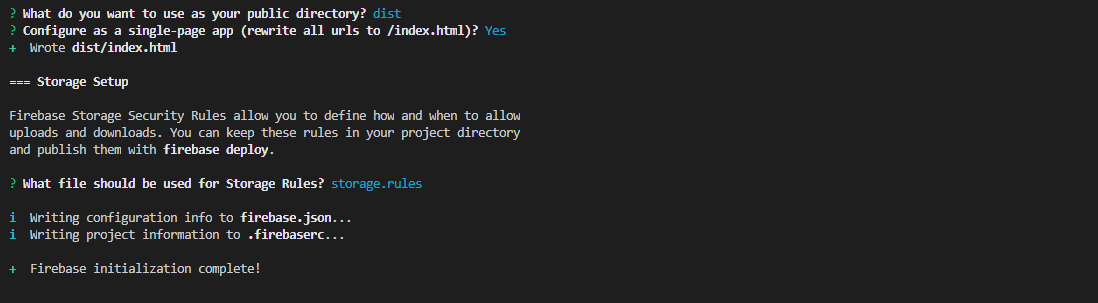 ? What do you want to use as your public directory? dist
? Configure as a single-page app (rewrite all urls to /index.html)? Yes
+  Wrote dist/index.html
=== Storage Setup
Firebase Storage Security Rules allow you to define how and when to allow
uploads and downloads. You can keep these rules in your project directory
and publish them with firebase deploy.
? What file should be used for Storage Rules? storage.rules
i  Writing configuration info to firebase.json...
i  Writing project information to .firebaserc...
+  Firebase initialization complete!